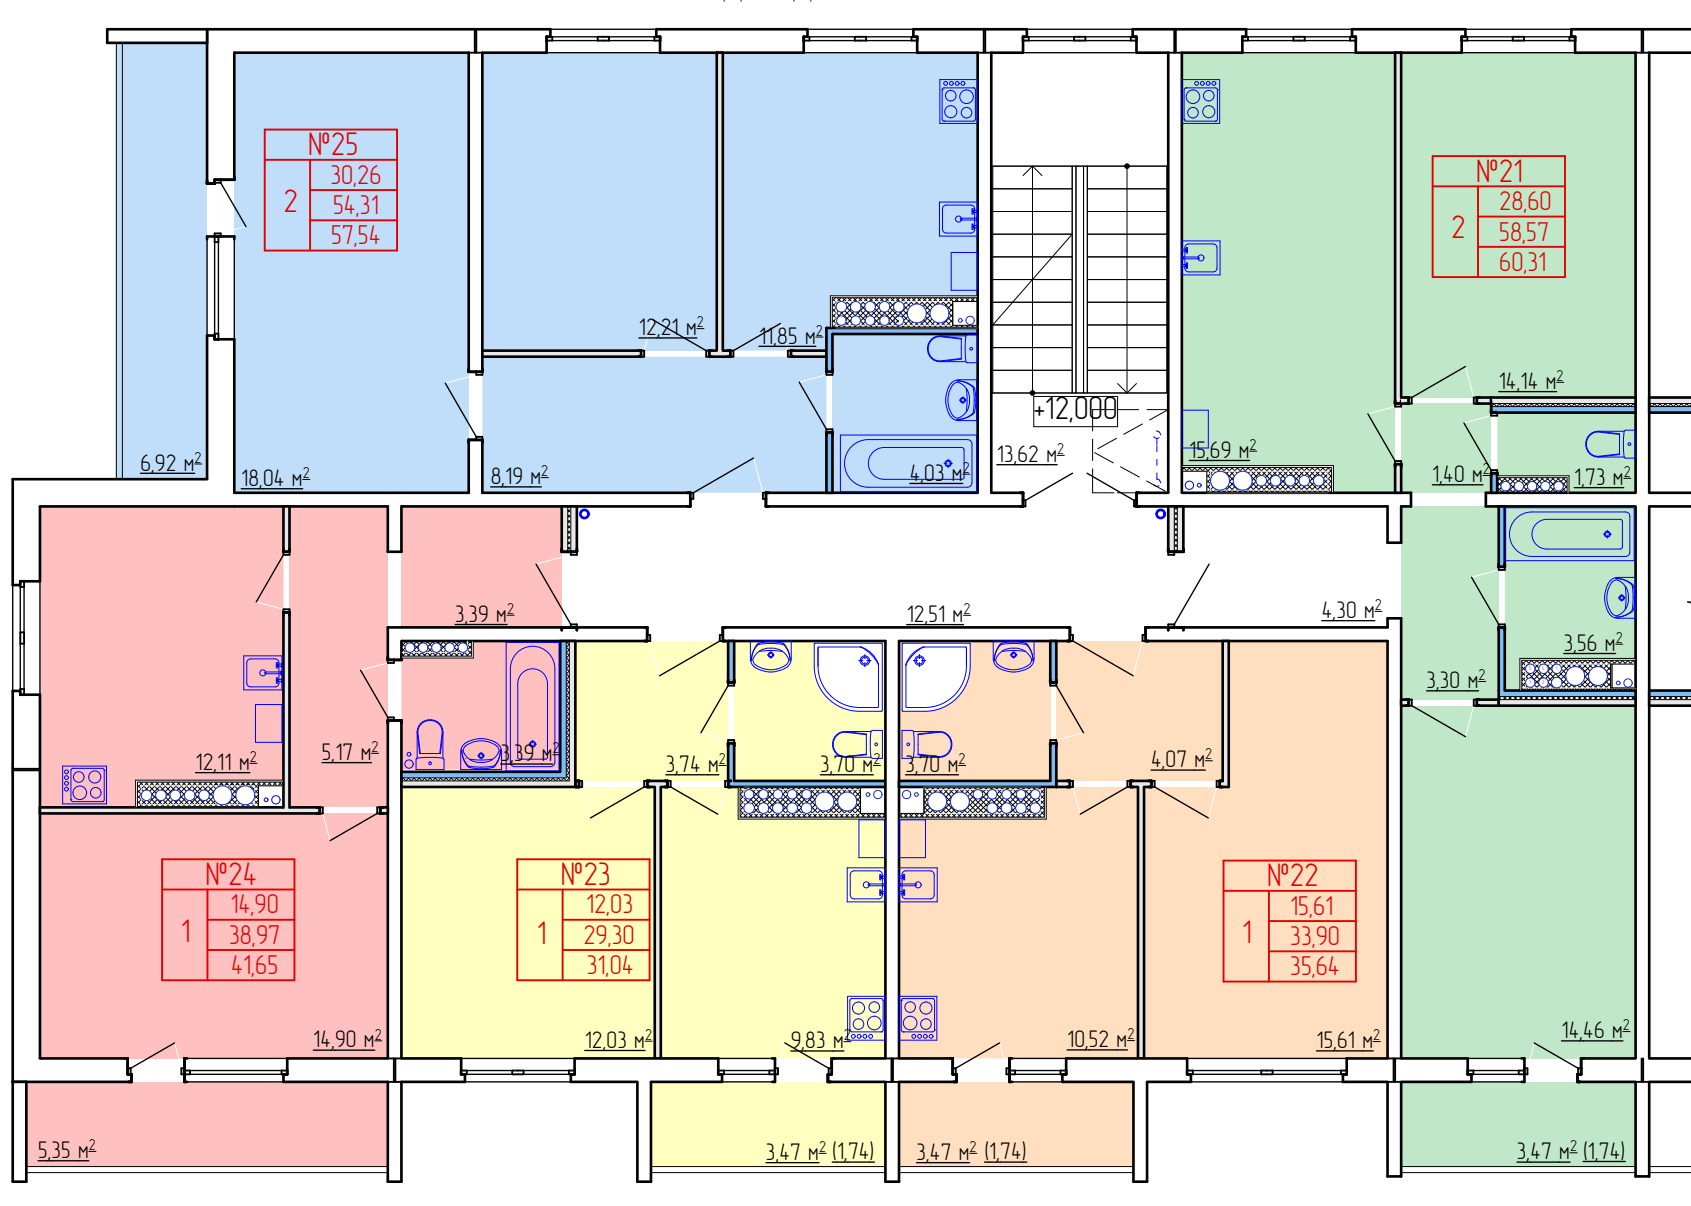 №25
2
30,26
54,31
57,54
№21
2
28,60
58,57
60,31
12,21 м²
11,85 м²
14,14 м²
+12,000
6,92 м²
18,04 м²
8,19 м²
4,03 м²
13,62 м²
15,69 м²
1,40 м²
1,73 м²
3,39 м²
12,51 м²
4,30 м²
3,56 м²
3,30 м²
12,11 м²
5,17 м²
3,39 м²
3,74 м²
3,70 м²
3,70 м²
4,07 м²
№24
1
14,90
38,97
41,65
№23
1
12,03
29,30
31,04
№22
1
15,61
33,90
35,64
14,90 м²
12,03 м²
9,83 м²
10,52 м²
15,61 м²
14,46 м²
5,35 м²
3,47 м² (1,74)
3,47 м² (1,74)
3,47 м² (1,74)